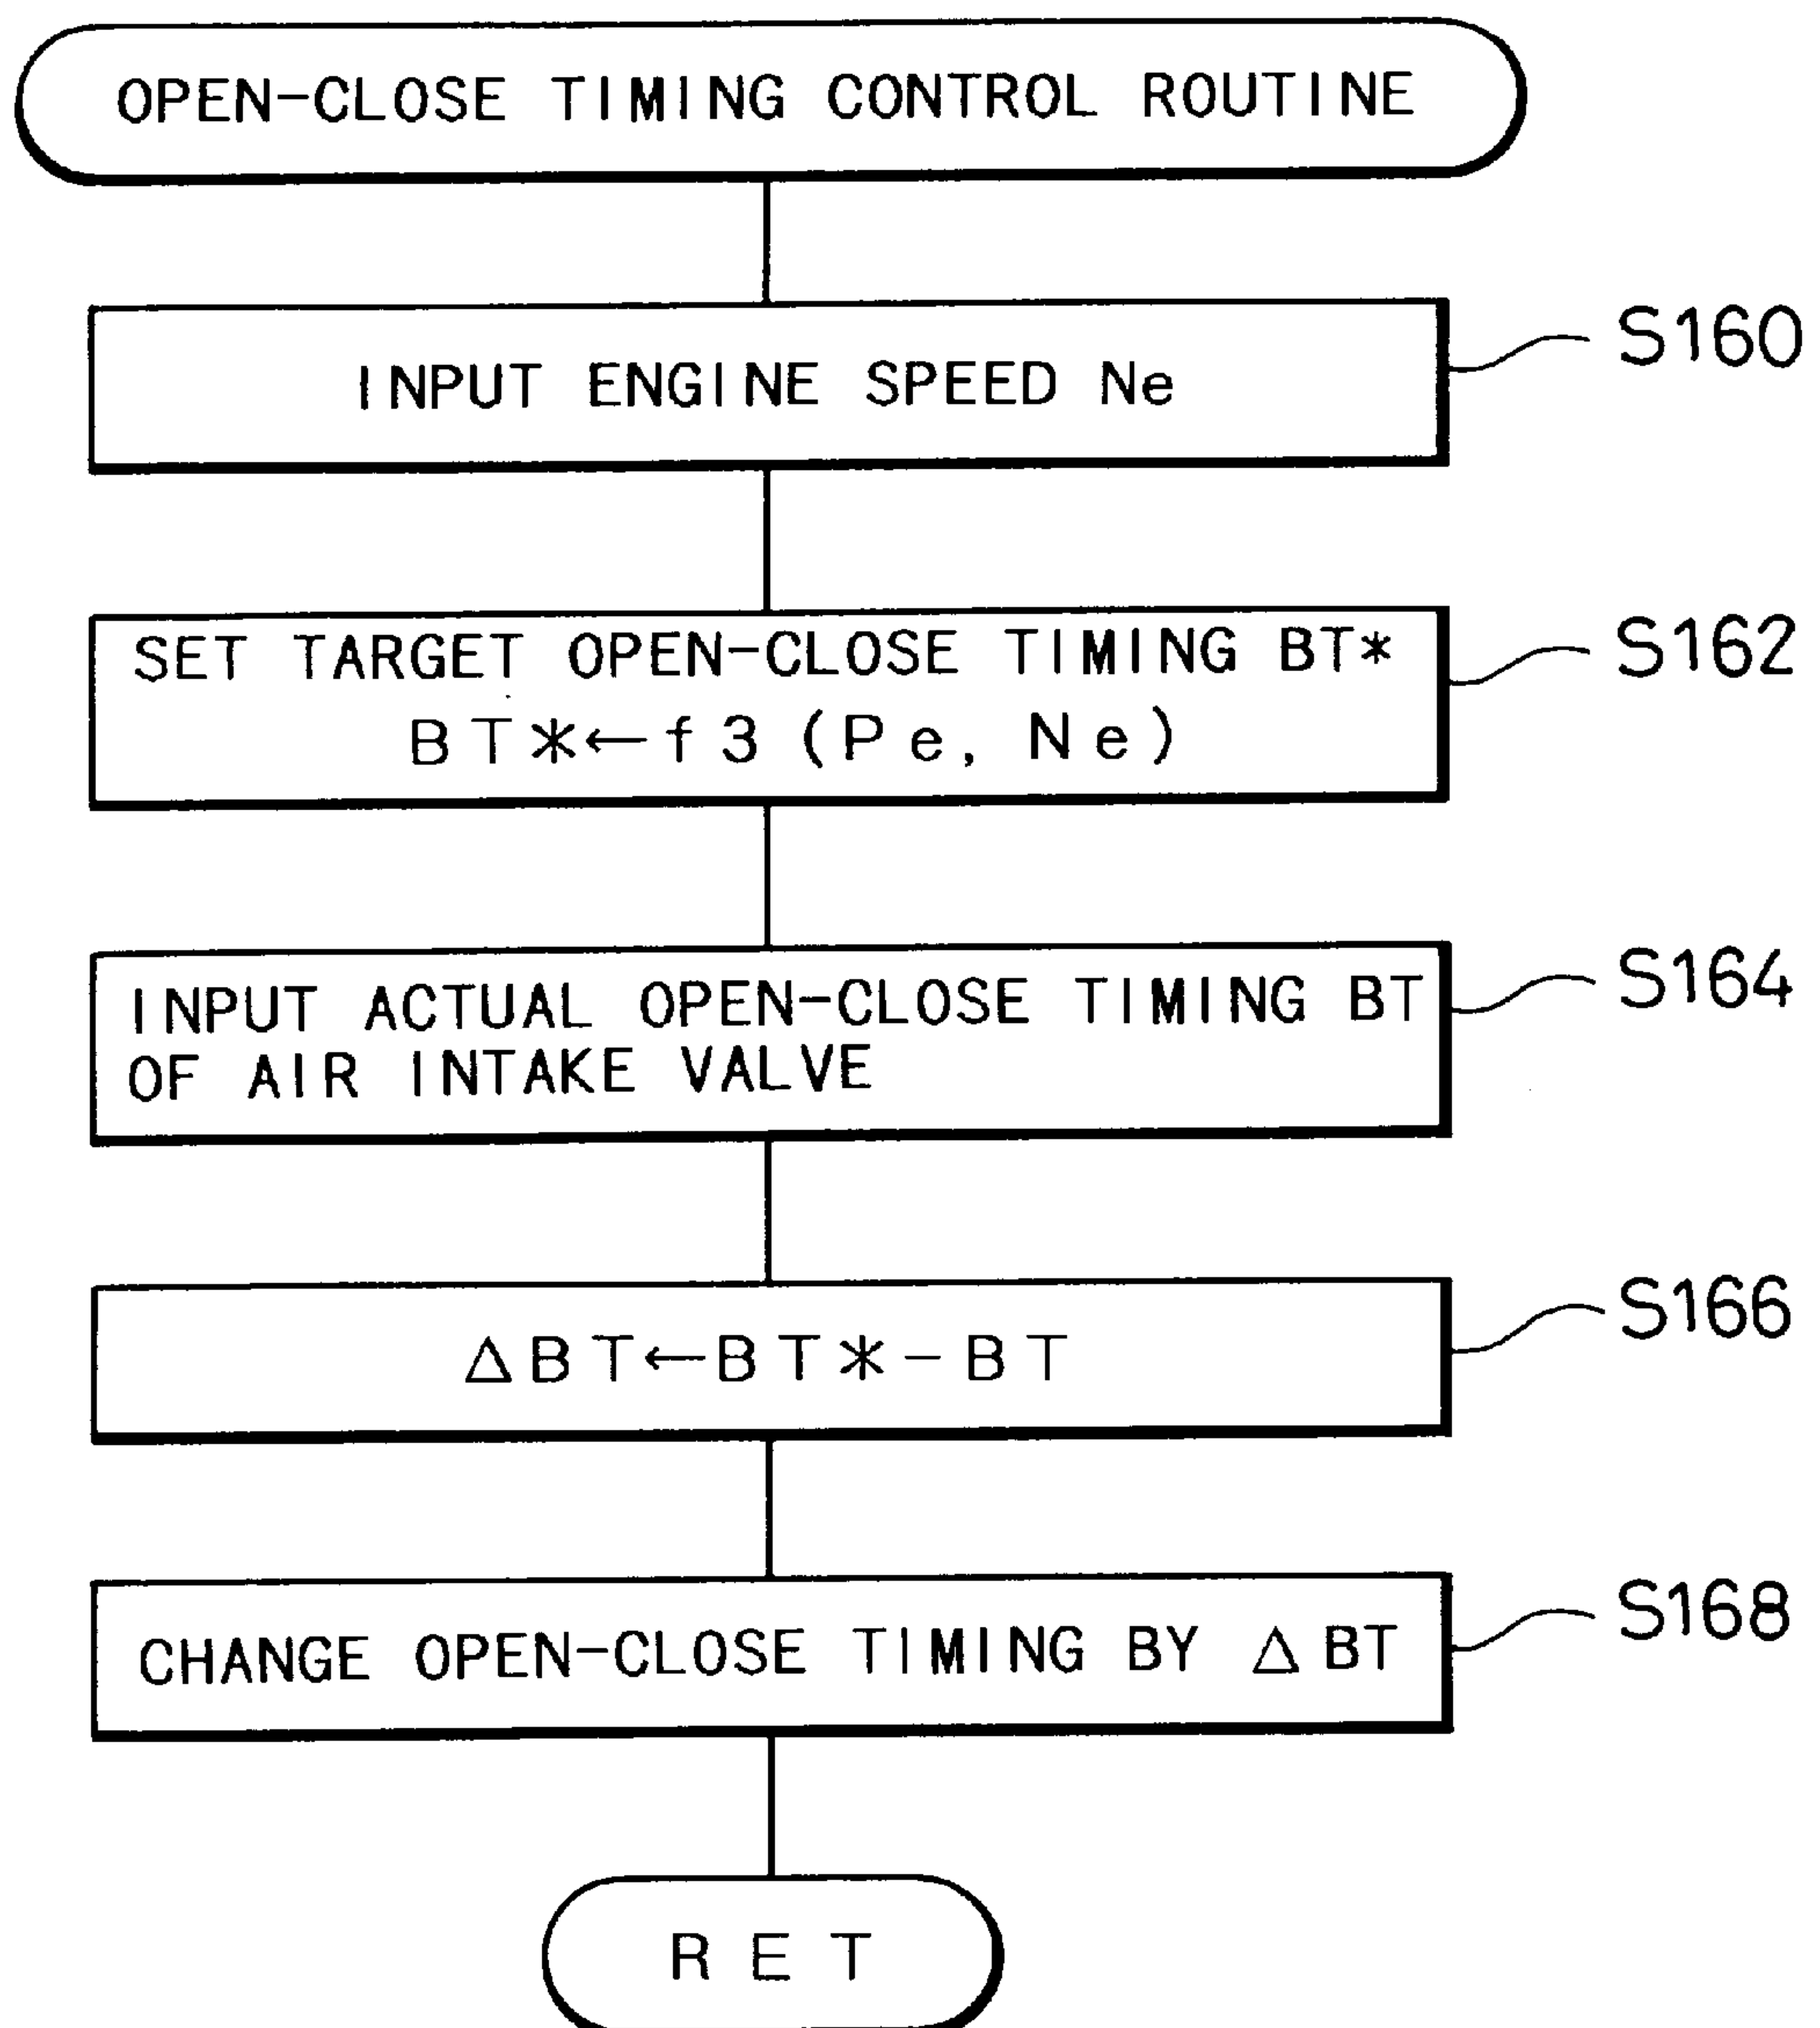 OPEN-CLOSE TIMING CONTROL ROUTINE
INPUT ENGINE SPEED Ne
S160
SET TARGET OPEN-CLOSE TIMING BT*
BT*←f3(Pe, Ne)
S162
INPUT ACTUAL OPEN-CLOSE TIMING BT
OF AIR INTAKE VALVE
S164
ΔBT←BT*-BT
S166
CHANGE OPEN-CLOSE TIMING BY Δ BT
S168
RET